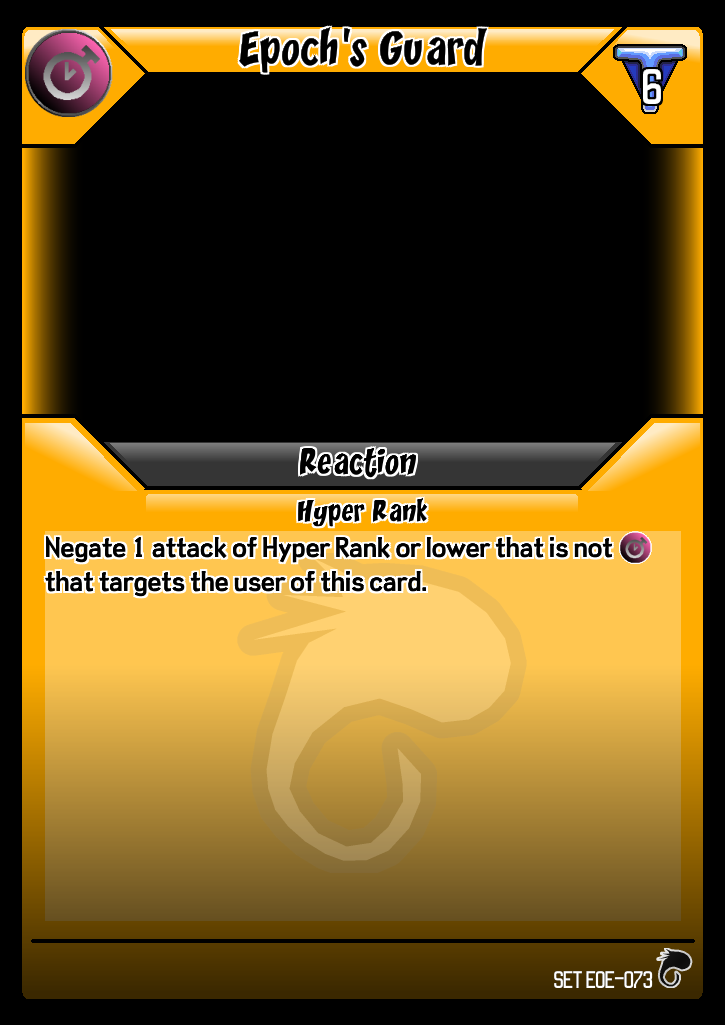 Epoch's Guard
6
Reaction
Hyper Rank
Negate 1 attack of Hyper Rank or lower that is not
that targets the user of this card.
SET EOE-073